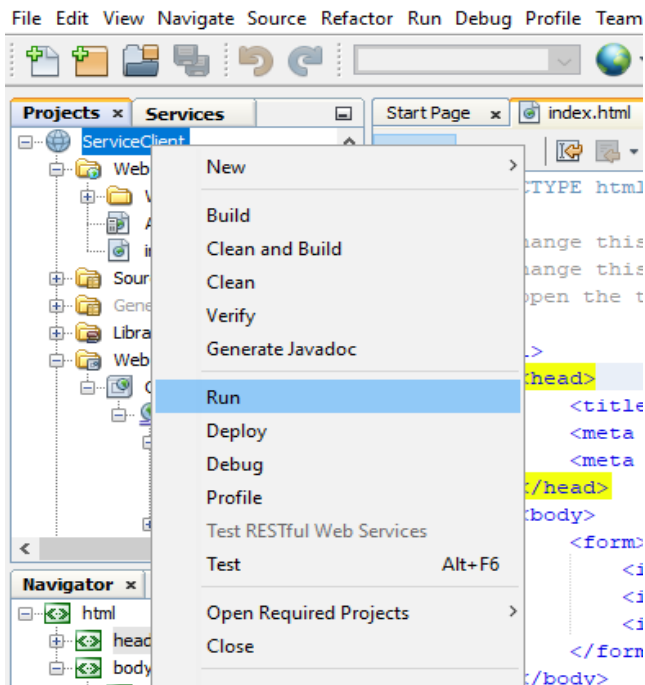 File Edit View Navigate Source Refactor Run Debug Profile Team
Projects Services
Start Page index.html
ServiceClient
Web
Sour
Gene
Libra
Web
New
Build
Clean and Build
Clean
Verify
Generate Javadoc
Run
Deploy
Debug
Profile
Test RESTful Web Services
Test Alt+F6
Open Required Projects
Close
CTYPE html
hange this
hange this
open the t
.>
<head>
<title
<meta
<meta
</head>
<body>
<form>
<i
<i
<i
</form
</body>
Navigator
html
head
body